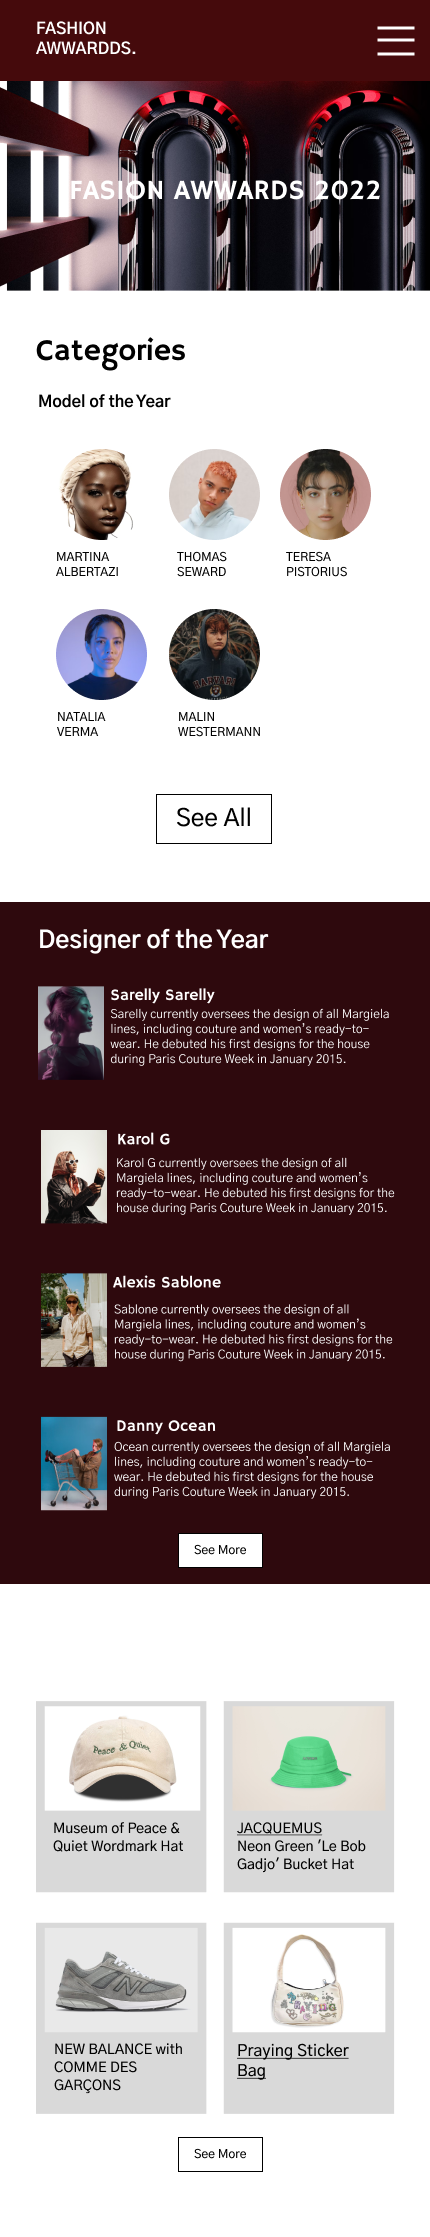 FASHION
AWWARDDS.
FASION AWWARDS 2022
Categories
Model of the Year
MARTINA
ALBERTAZI
THOMAS
SEWARD
TERESA
PISTORIUS
NATALIA
VERMA
MALIN
WESTERMANN
See All
Designer of the Year
Sarelly Sarelly
Sarelly currently oversees the design of all Margiela
lines, including couture and women's ready-to-
wear. He debuted his first designs for the house
during Paris Couture Week in January 2015.
Karol G
Karol G currently oversees the design of all
Margiela lines, including couture and women's
ready-to-wear. He debuted his first designs for the
house during Paris Couture Week in January 2015.
Alexis Sablone
Sablone currently oversees the design of all
Margiela lines, including couture and women's
ready-to-wear. He debuted his first designs for the
house during Paris Couture Week in January 2015.
Danny Ocean
Ocean currently oversees the design of all Margiela
lines, including couture and women's ready-to-
wear. He debuted his first designs for the house
during Paris Couture Week in January 2015.
See More
Peace & Quiet
Museum of Peace &
Quiet Wordmark Hat
JACQUEMUS
Neon Green 'Le Bob
Gadjo' Bucket Hat
NEW BALANCE with
COMME DES
GARÇONS
PRAYING
Praying Sticker
Bag
See More